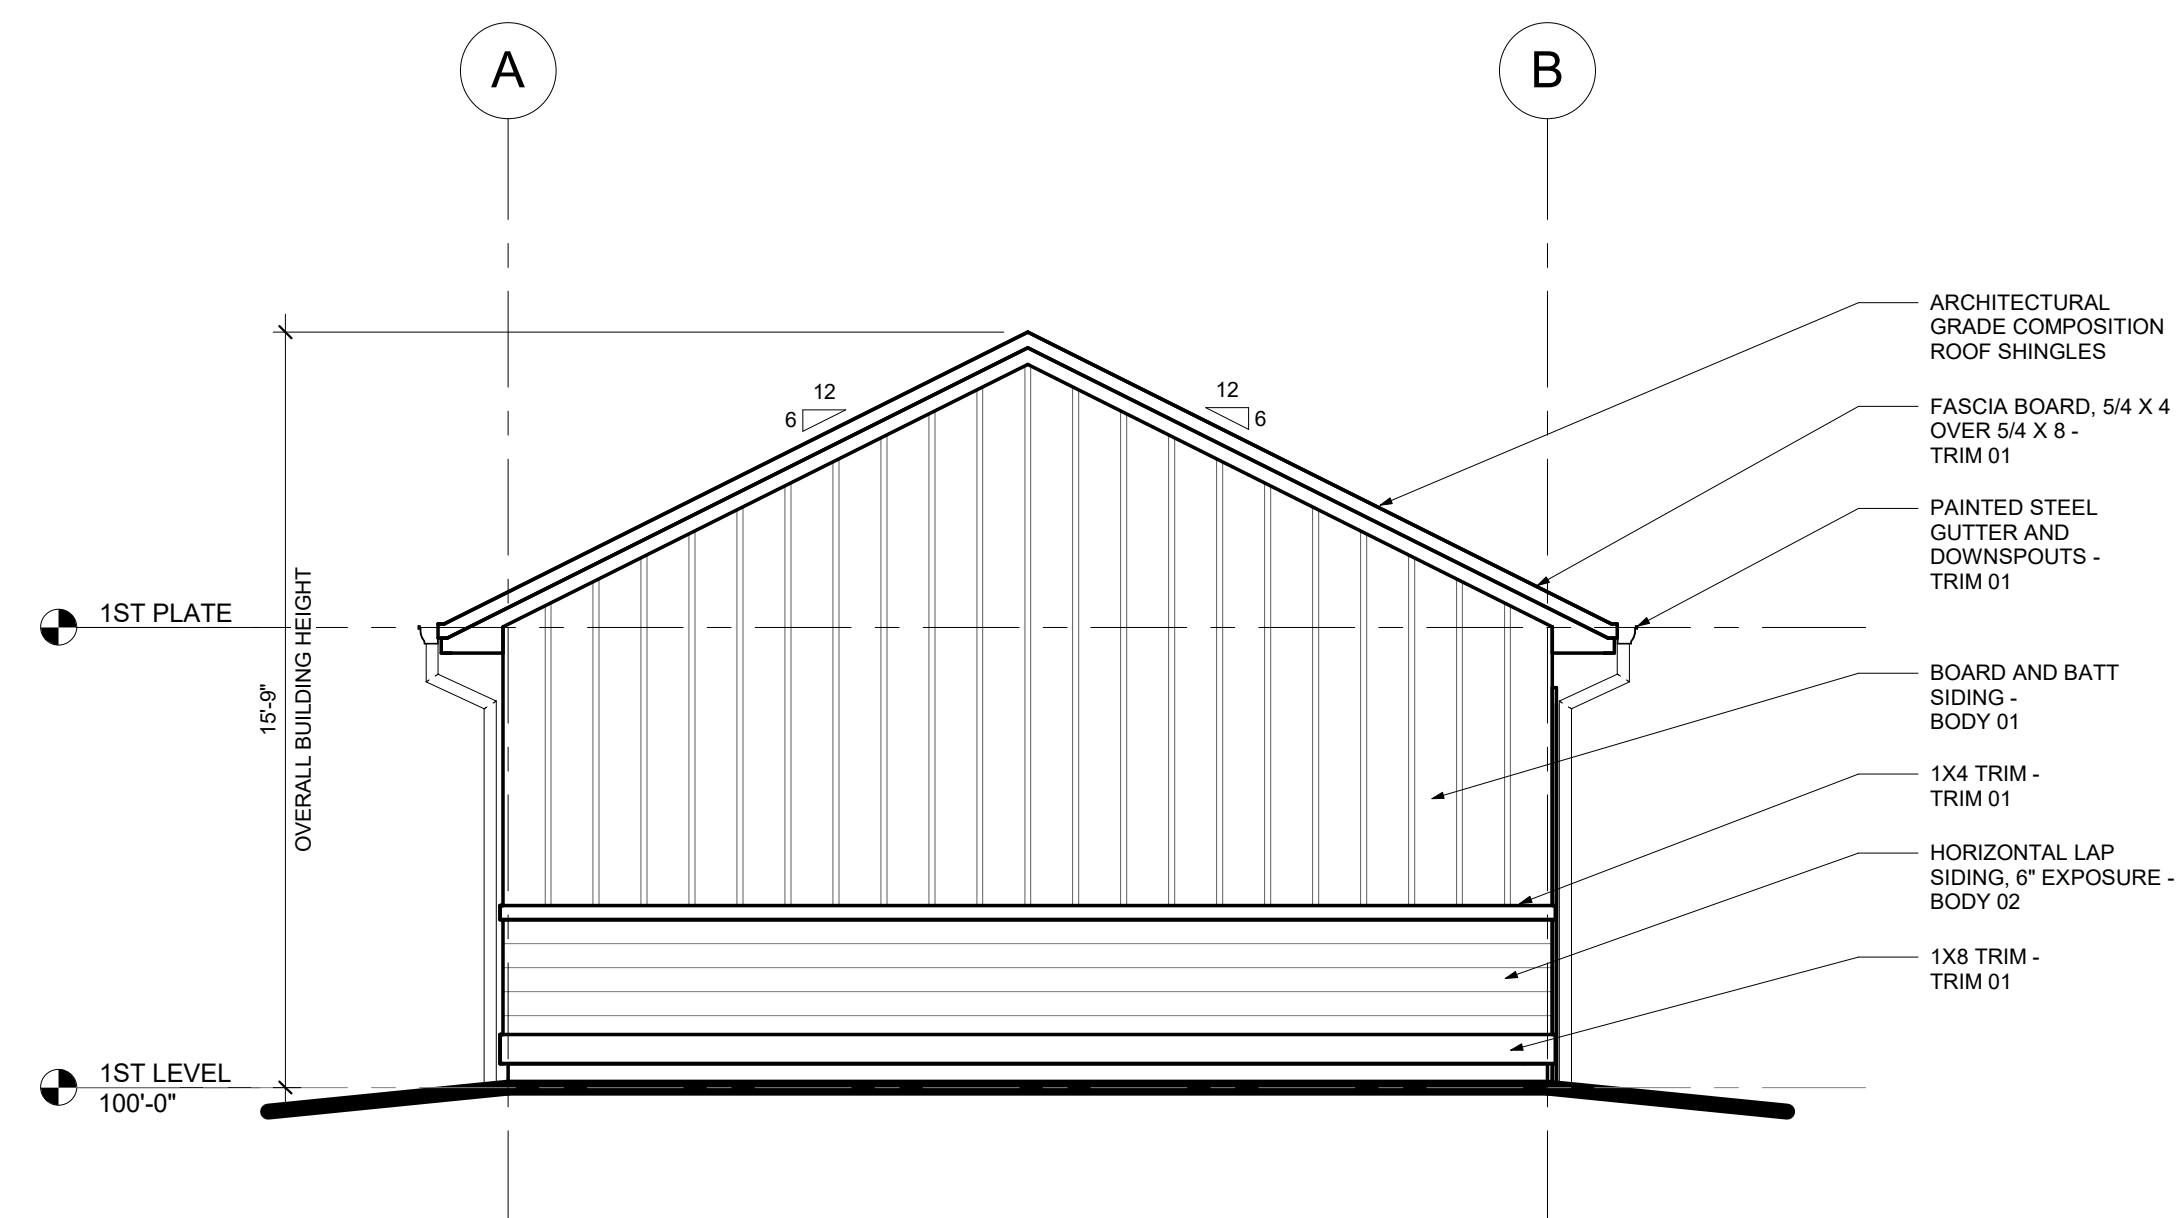 A
B
12
6
12
6
ARCHITECTURAL
GRADE COMPOSITION
ROOF SHINGLES
FASCIA BOARD, 5/4 X 4
OVER 5/4 X 8 -
TRIM 01
PAINTED STEEL
GUTTER AND
DOWNSPOUTS -
TRIM 01
1ST PLATE
15'-9"
OVERALL BUILDING HEIGHT
BOARD AND BATT
SIDING -
BODY 01
1X4 TRIM -
TRIM 01
HORIZONTAL LAP
SIDING, 6" EXPOSURE -
BODY 02
1X8 TRIM -
TRIM 01
1ST LEVEL
100'-0"